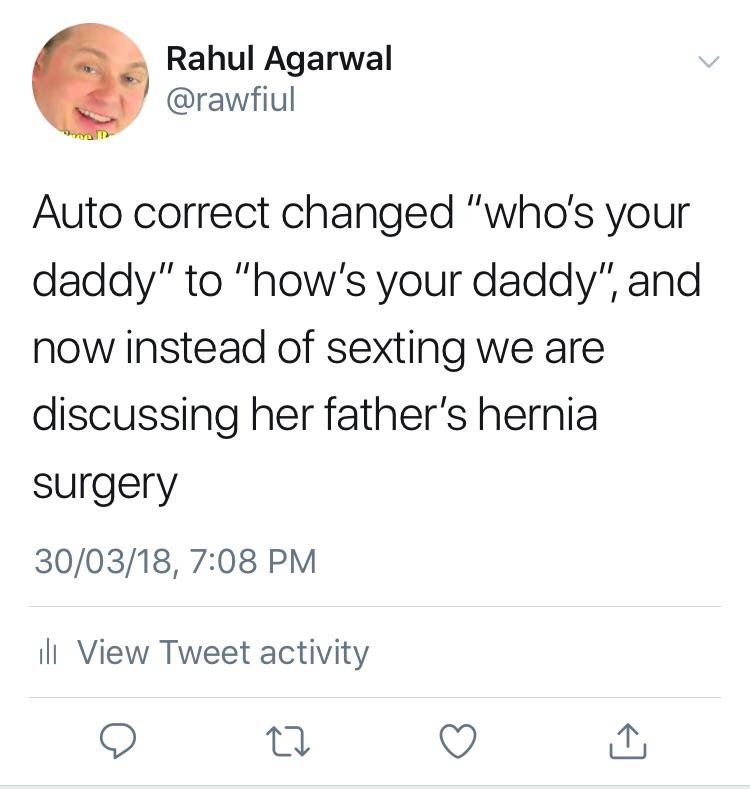 Rahul Agarwal
@rawfiul
Auto correct changed “who’s your
daddy” to “how’s your daddy”, and
now instead of sexting we are
discussing her father’s hernia
surgery
30/03/18, 7:08 PM
View Tweet activity